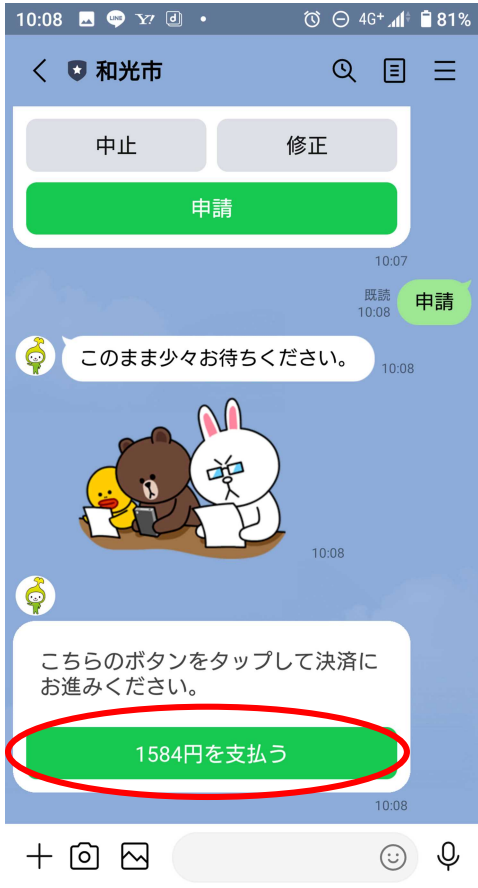 10:08 LINE Y!? d 4G+ 81%
和光市
中止
修正
申請
10:07
既読
10:08
申請
このまま少々お待ちください。
10:08
10:08
こちらのボタンをタップして決済に
お進みください。
1584円を支払う
10:08